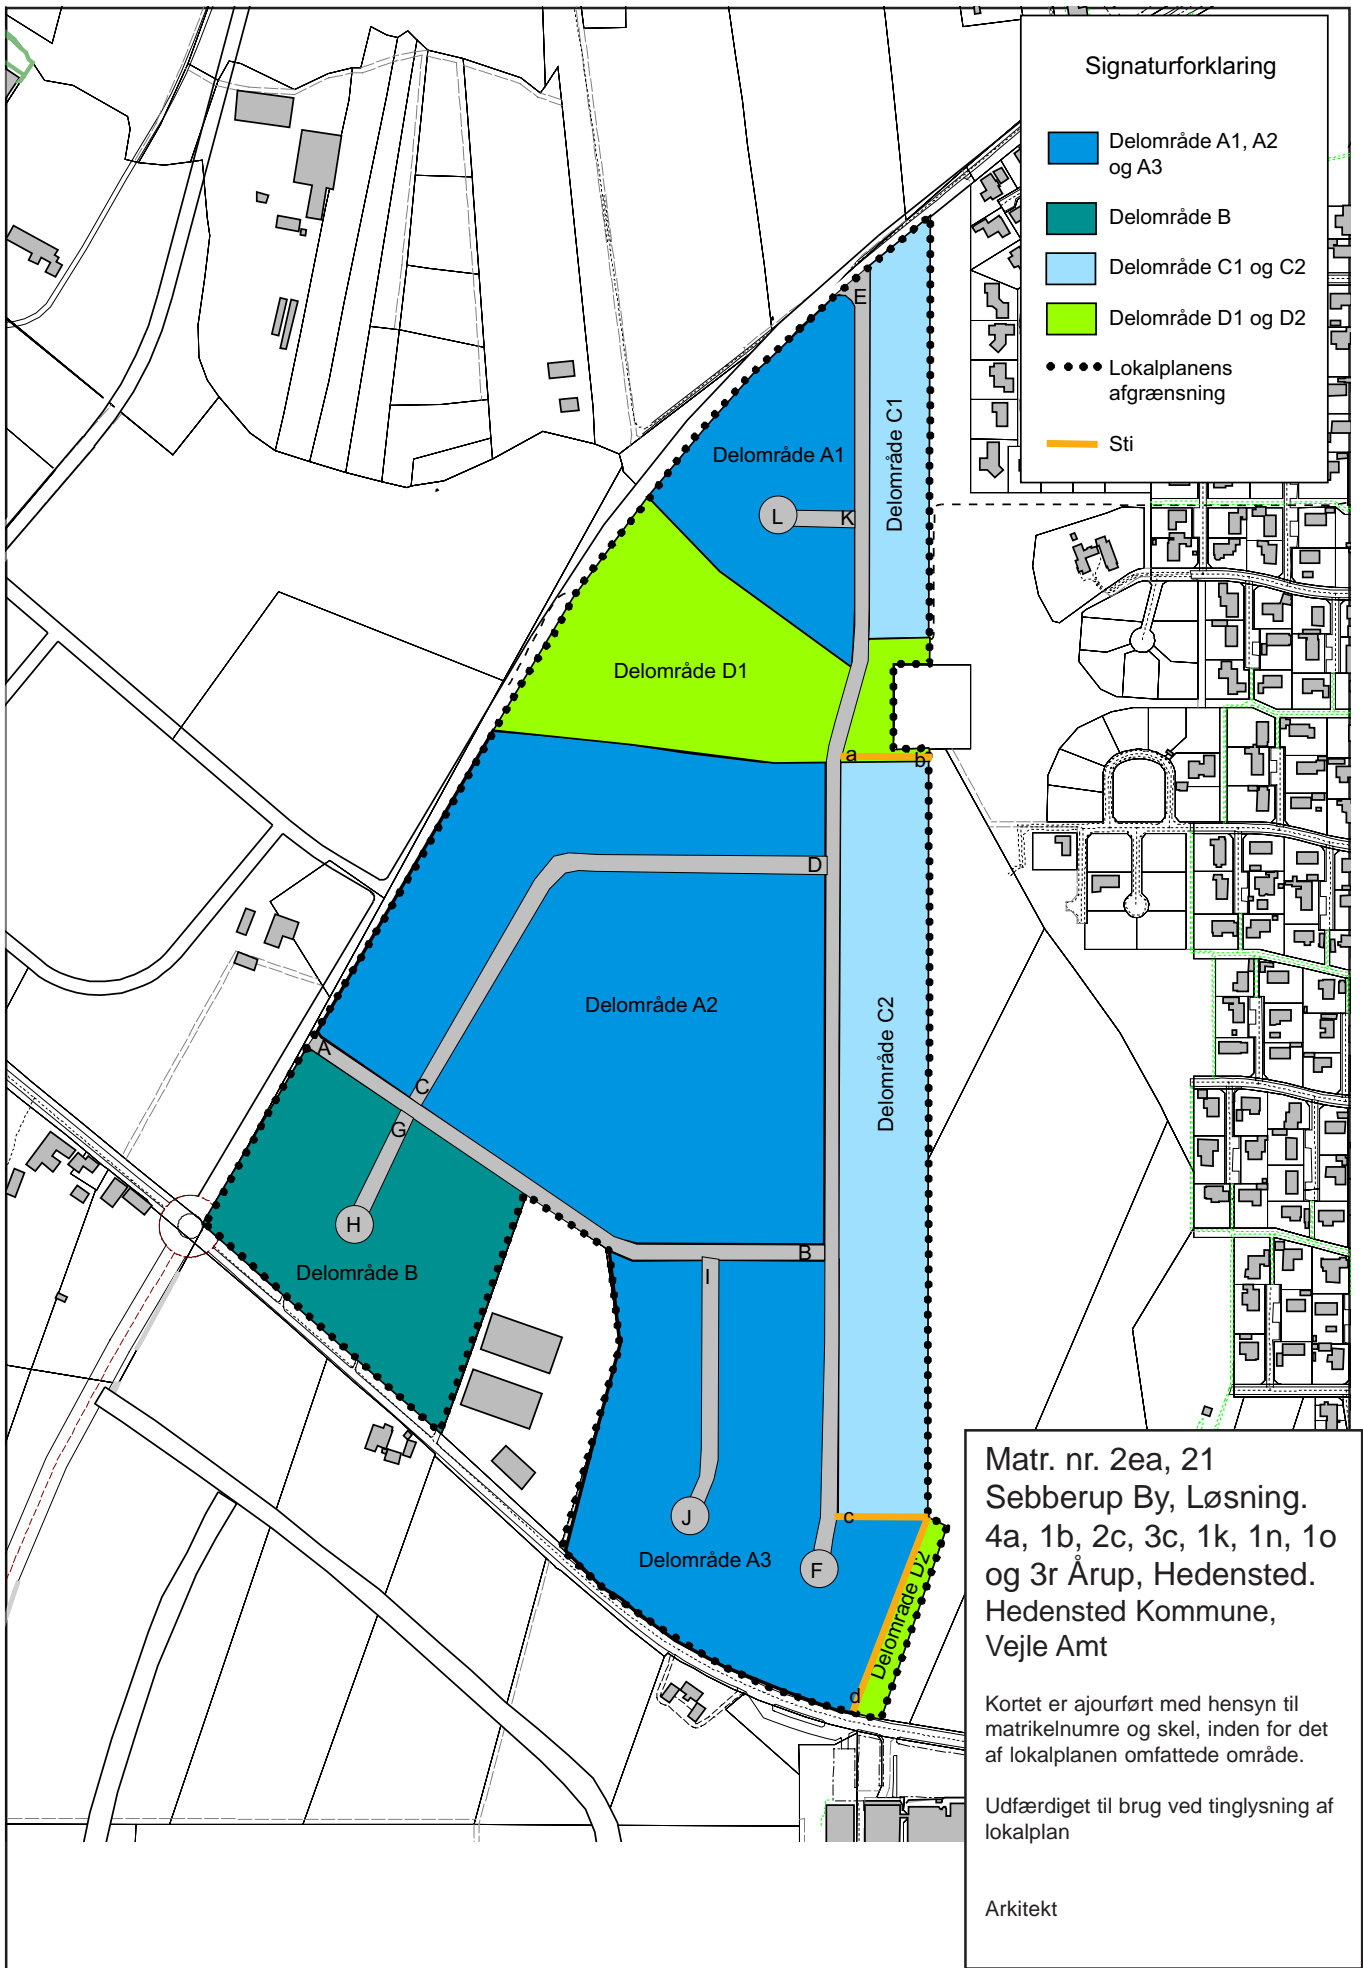 Signaturforklaring
Delområde A1, A2
og A3
Delområde B
Delområde C1 og C2
Delområde D1 og D2
Lokalplanens
afgrænsning
Sti
E
Delområde C1
Delområde A1
L
K
Delområde D1
a
b
D
Delområde A2
Delområde C2
A
C
G
H
B
Delområde B
I
J
c
Delområde A3
F
Delområde D2
d
Matr. nr. 2ea, 21
Sebberup By, Løsning.
4a, 1b, 2c, 3c, 1k, 1n, 1o
og 3r Årup, Hedensted.
Hedensted Kommune,
Vejle Amt
Kortet er ajourført med hensyn til
matrikelnumre og skel, inden for det
af lokalplanen omfattede område.
Udfærdiget til brug ved tinglysning af
lokalplan
Arkitekt